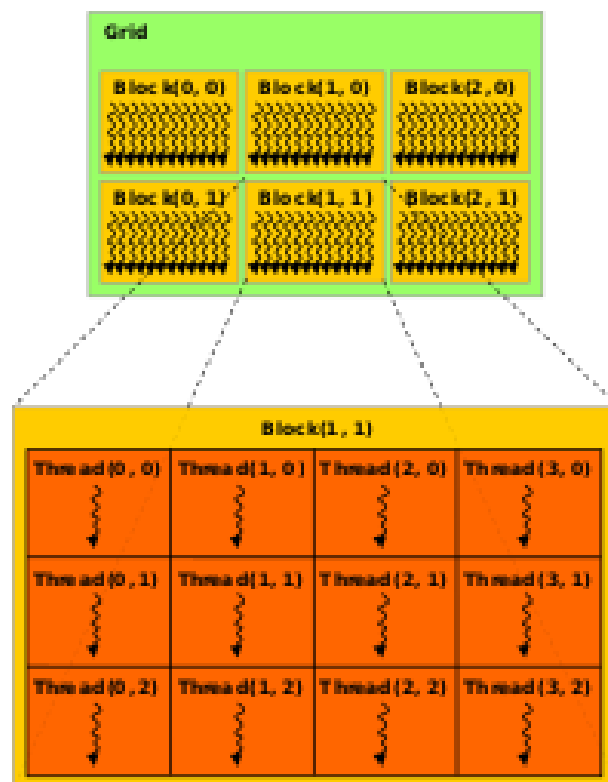 Grid
Block(0, 0) Block(1, 0) Block(2, 0)
Block(0, 1) Block(1, 1) Block(2, 1)
Block(1, 1)
Thread(0, 0) Thread(1, 0) Thread(2, 0) Thread(3, 0)
Thread(0, 1) Thread(1, 1) Thread(2, 1) Thread(3, 1)
Thread(0, 2) Thread(1, 2) Thread(2, 2) Thread(3, 2)